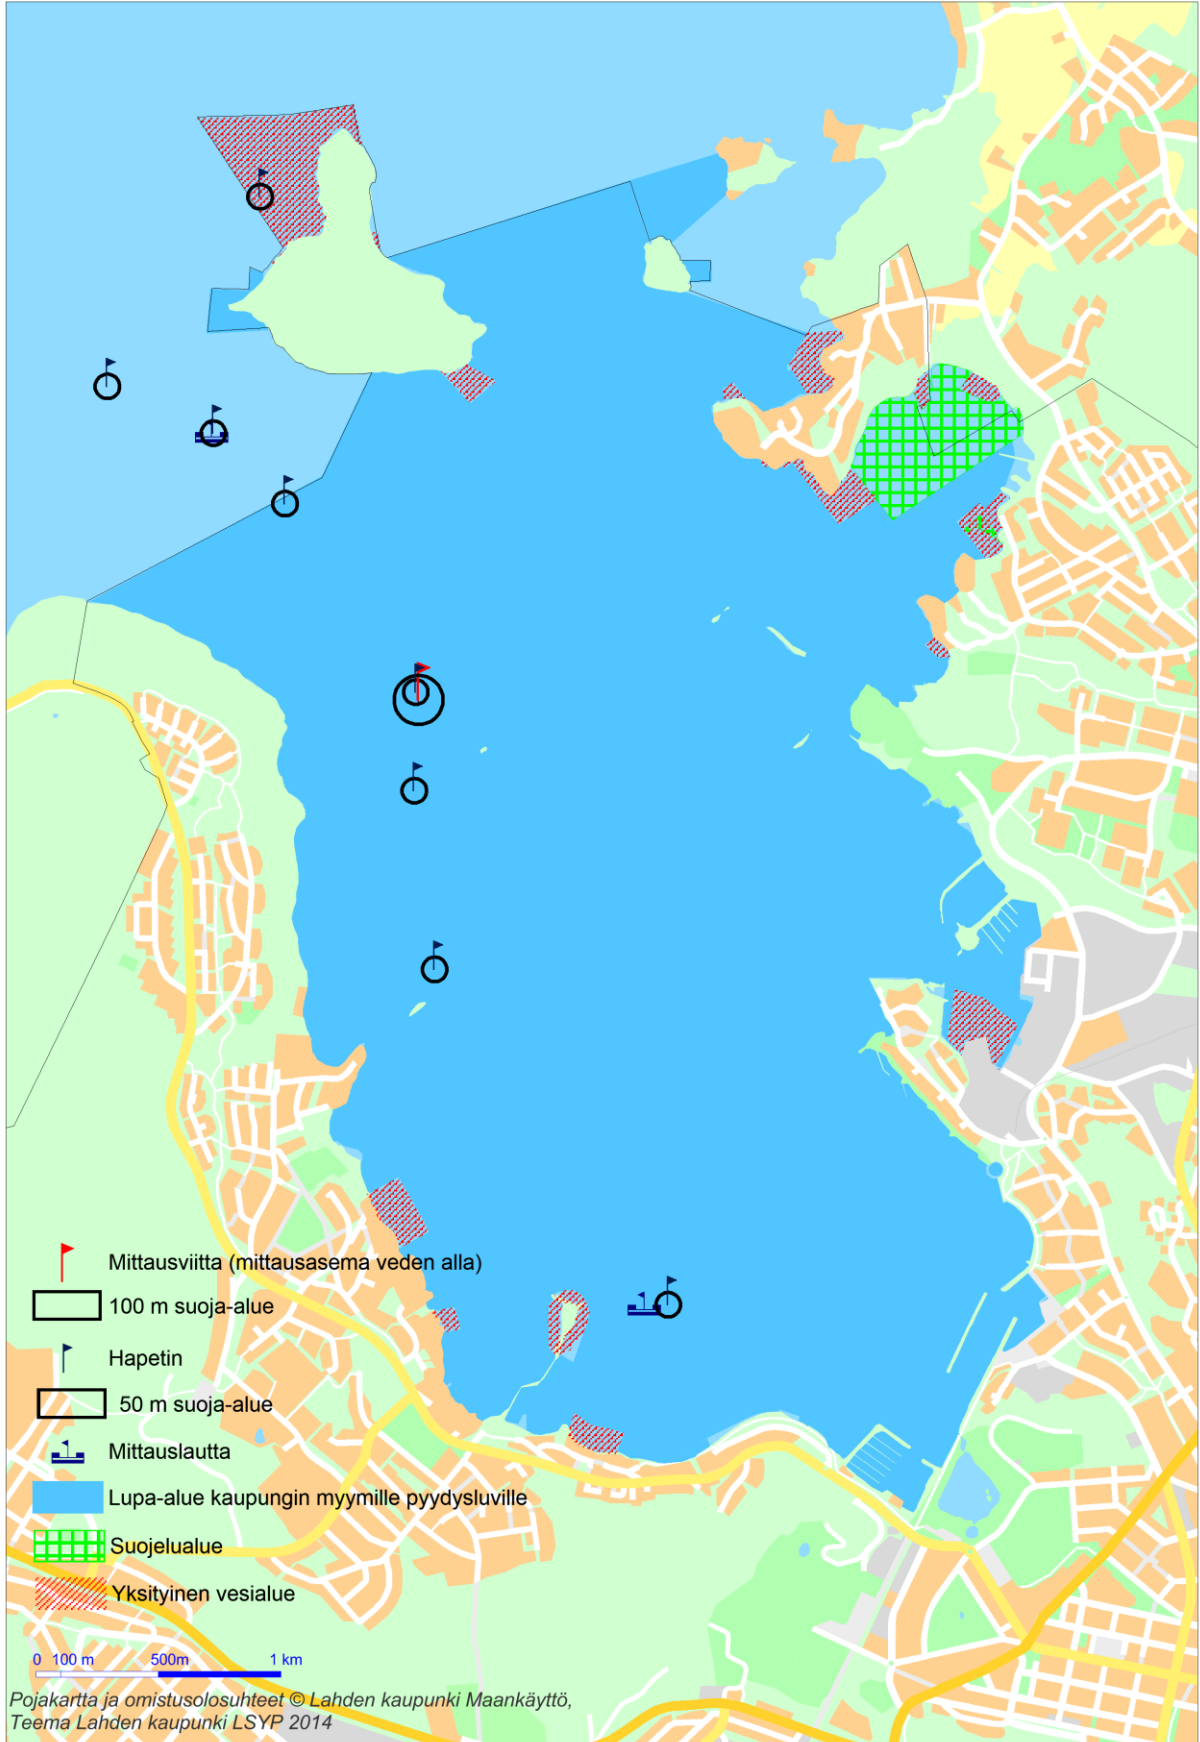 Mittausviitta (mittausasema veden alla)
100 m suoja-alue
Hapetin
50 m suoja-alue
Mittauslautta
Lupa-alue kaupungin myymille pyydysluville
Suojelualue
Yksityinen vesialue
0 100 m 500m 1 km
Pojakartta ja omistusolosuhteet © Lahden kaupunki Maankäyttö,
Teema Lahden kaupunki LSYP 2014